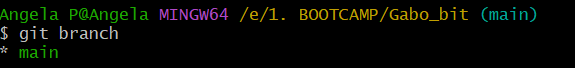 Angela P@Angela MINGW64 /e/1. BOOTCAMP/Gabo_bit (main)
$ git branch
* main